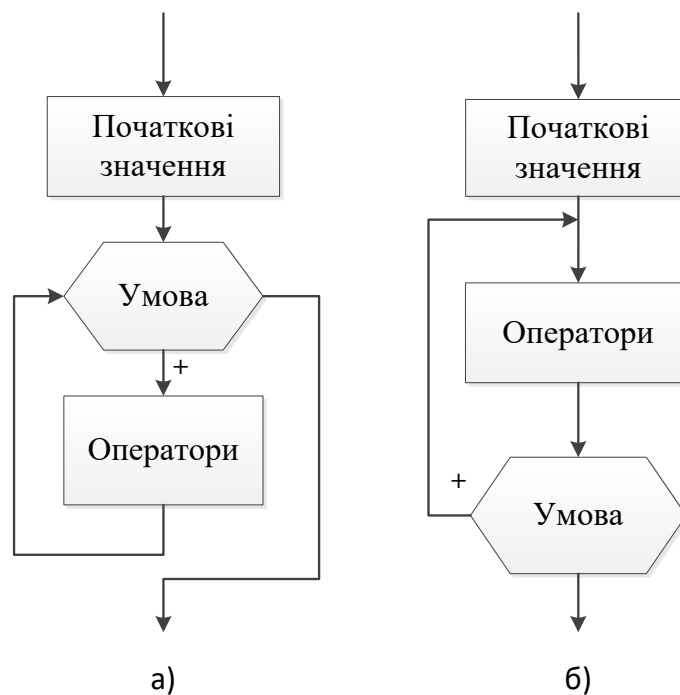 Початкові
значення
Умова
+
Оператори
а)
Початкові
значення
Оператори
+
Умова
б)